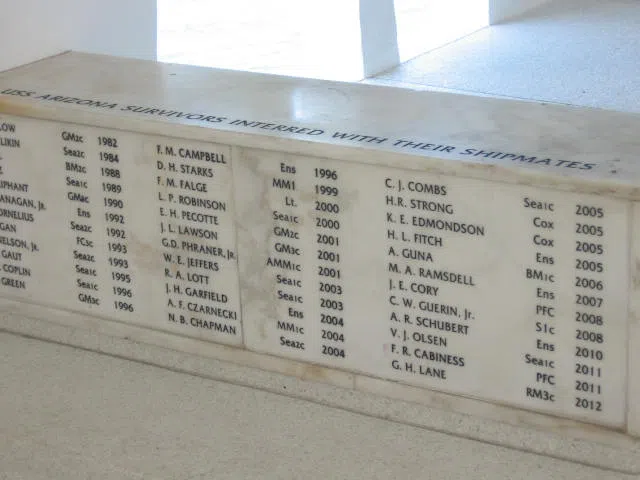 USS ARIZONA SURVIVORS INTERRED WITH THEIR SHIPMATES
LOW GM2c 1982
LIKIN Sea2c 1984
BM2c 1988
Sea1c 1989
IPHANT GM2c 1990
ANAGAN, Jr. Ens 1992
ORNELIUS Sea2c 1992
GAN FC3c 1993
NELSON, Jr. Sea2c 1993
GAUT Sea1c 1995
COPLIN Sea1c 1996
GREEN GM3c 1996
F. M. CAMPBELL Ens 1996
D. H. STARKS MM1 1999
F. M. FALGE Lt. 2000
L. P. ROBINSON Sea1c 2000
E. H. PECOTTE GM2c 2001
J. L. LAWSON GM3c 2001
G.D. PHRANER, Jr. AMM1c 2001
W. E. JEFFERS Sea1c 2003
R. A. LOTT Sea1c 2003
J. H. GARFIELD Ens 2004
A. F. CZARNECKI MM1c 2004
N. B. CHAPMAN Sea2c 2004
C. J. COMBS Sea1c 2005
H.R. STRONG Cox 2005
K. E. EDMONDSON Cox 2005
H. L. FITCH Ens 2005
A. GUNA BM1c 2006
M. A. RAMSDELL Ens 2007
J. E. CORY PFC 2008
C. W. GUERIN, Jr. S1c 2008
A. R. SCHUBERT Ens 2010
V. J. OLSEN Sea1c 2011
F. R. CABINESS PFC 2011
G. H. LANE RM3c 2012